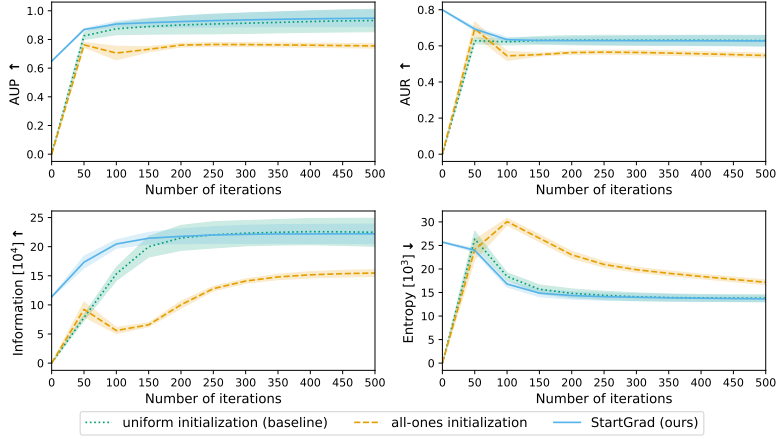 1.0
0.8
0.6
0.4
0.2
0.0
AUP ↑
0 50 100 150 200 250 300 350 400 450 500
Number of iterations
0.8
0.6
0.4
0.2
0.0
AUR ↑
0 50 100 150 200 250 300 350 400 450 500
Number of iterations
25
20
15
10
5
0
Information [10⁴] ↑
0 50 100 150 200 250 300 350 400 450 500
Number of iterations
30
25
20
15
10
5
0
Entropy [10³] ↓
0 50 100 150 200 250 300 350 400 450 500
Number of iterations
uniform initialization (baseline) all-ones initialization StartGrad (ours)